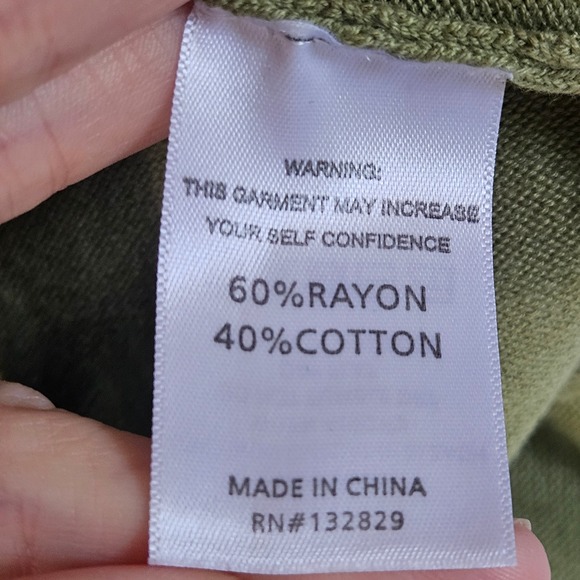 WARNING:
THIS GARMENT MAY INCREASE
YOUR SELF CONFIDENCE
60%RAYON
40%COTTON
MADE IN CHINA
RN#132829